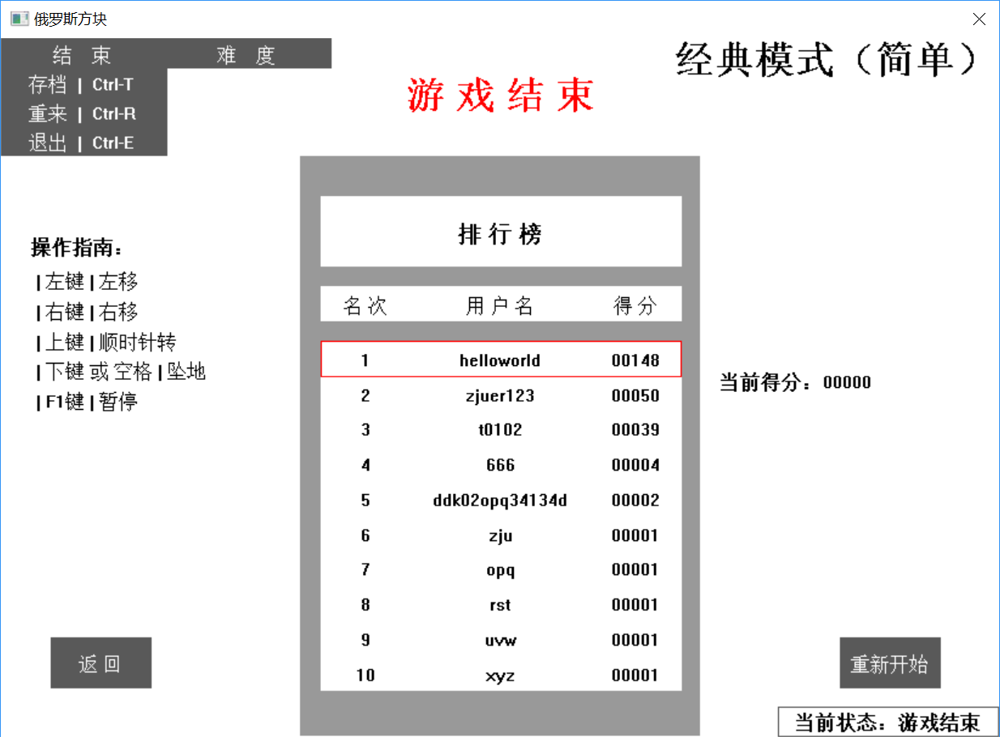 俄罗斯方块
结 束 难 度
存档 | Ctrl-T
重来 | Ctrl-R
退出 | Ctrl-E
经典模式（简单）
游 戏 结 束
操作指南：
| 左键 | 左移
| 右键 | 右移
| 上键 | 顺时针转
| 下键 或 空格 | 坠地
| F1键 | 暂停
排 行 榜
名 次 用 户 名 得 分
1 helloworld 00148
2 zjuer123 00050
3 t0102 00039
4 666 00004
5 ddk02opq34134d 00002
6 zju 00001
7 opq 00001
8 rst 00001
9 uvw 00001
10 xyz 00001
当前得分：00000
返 回
重新开始
当前状态：游戏结束